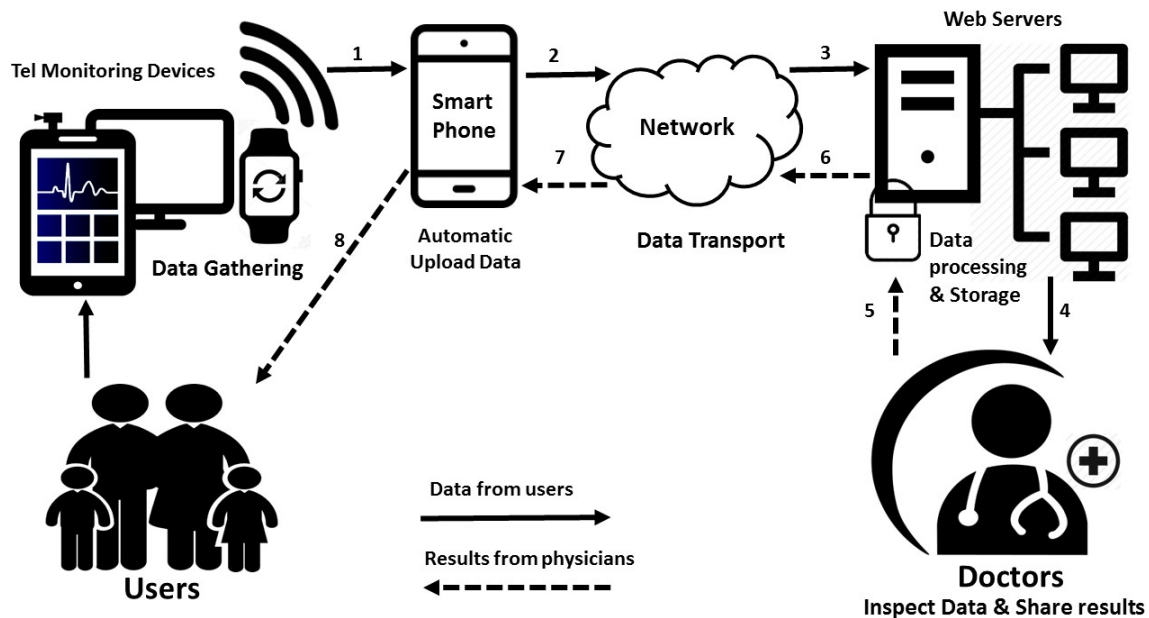 Web Servers
1
2
3
Tel Monitoring Devices
Smart
Phone
Network
7
6
8
Automatic
Upload Data
Data Transport
Data Gathering
Data
processing
& Storage
5
4
Data from users
Results from physicians
Users
Doctors
Inspect Data & Share results